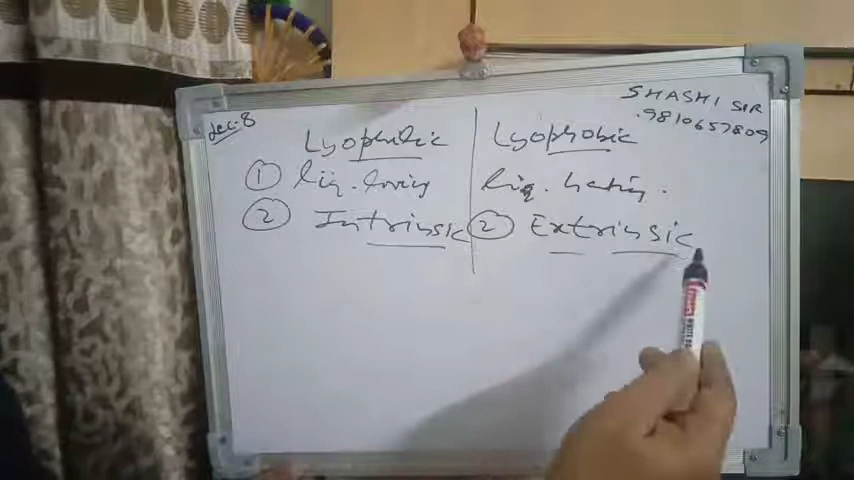 Lec-8
SHASHI SIR
.9810657809
Lyophilic
Lyophobic
① liq. loving
liq. hating.
② Intrinsic
② Extrinsic